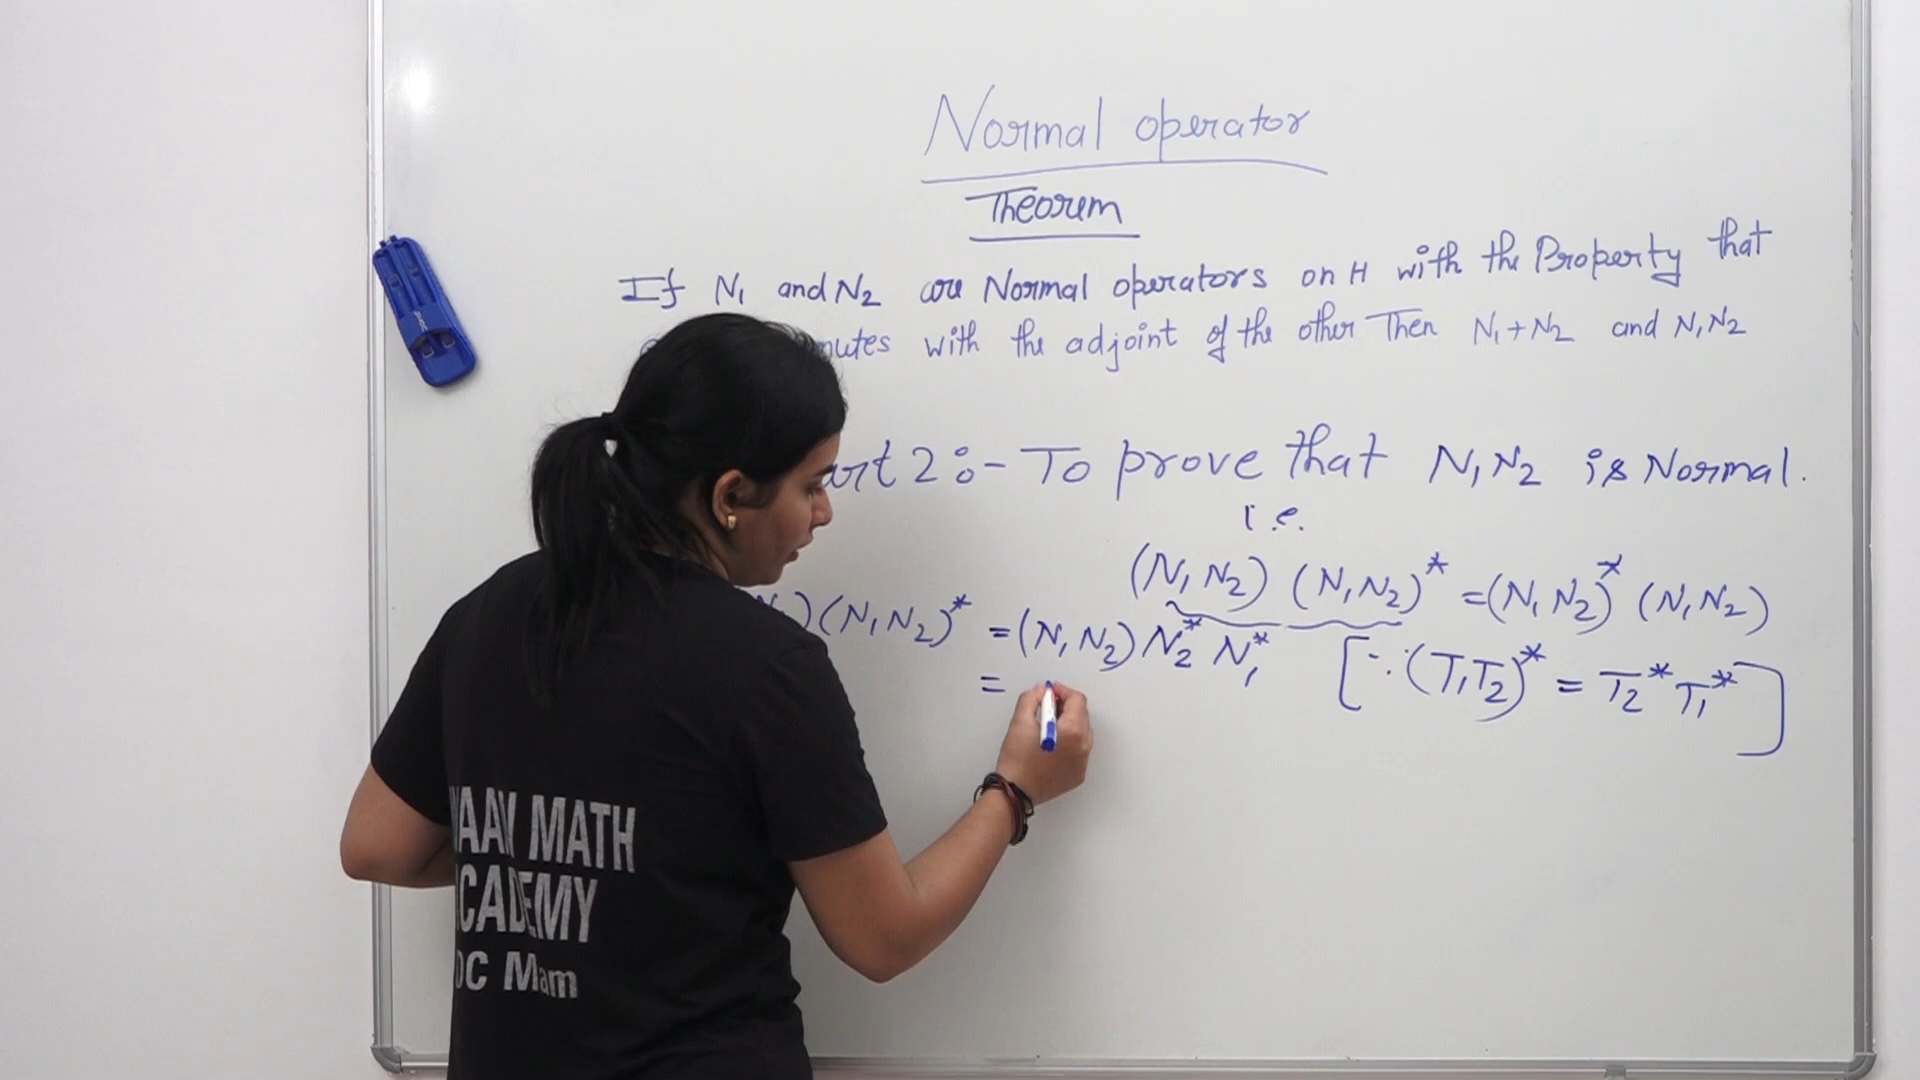 Normal operator
Theorem
If N₁ and N₂ are Normal operators on H with the Property that
mutes with the adjoint of the other Then N₁ + N₂ and N₁N₂
art 2 :- To prove that N₁N₂ is Normal.
i.e.
(N₁N₂) (N₁N₂)* = (N₁N₂)* (N₁N₂)
)(N₁N₂)* = (N₁N₂) N₂* N₁* [∵ (T₁T₂)* = T₂* T₁*]
=
YAAN MATH
CADEMY
OC Mam